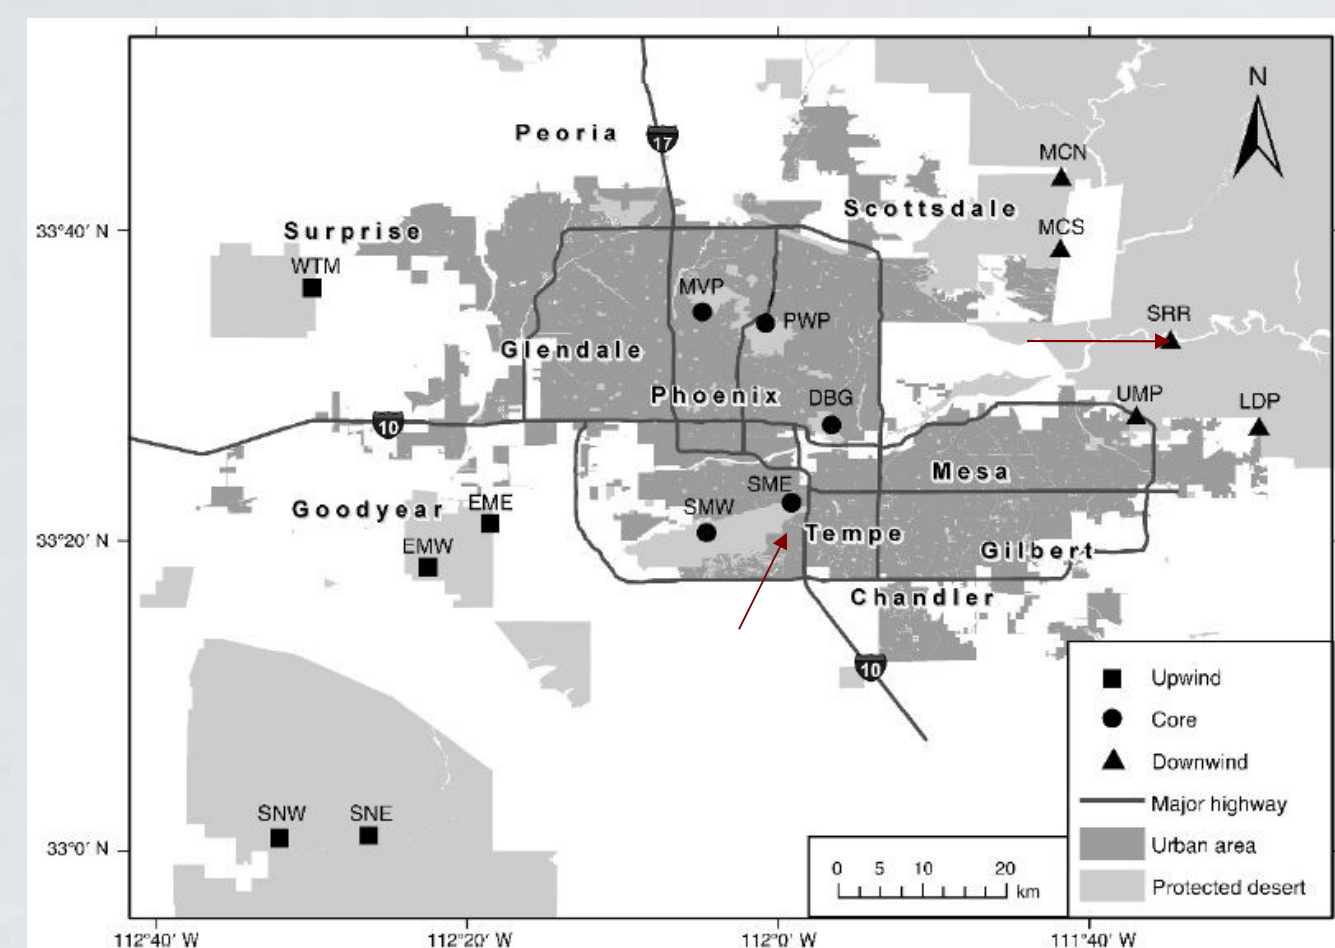 N
MCN
17
Peoria
MCS
Scottsdale
33°40' N
Surprise
WTM
MVP
SRR
PWP
Glendale
Phoenix
DBG
UMP
LDP
10
Mesa
SME
EME
SMW
Goodyear
Tempe
33°20' N
EMW
Gilbert
Chandler
10
Upwind
Core
Downwind
Major highway
Urban area
Protected desert
SNW
SNE
33°0' N
0 5 10 20
km
112°40' W 112°20' W 112°0' W 111°40' W